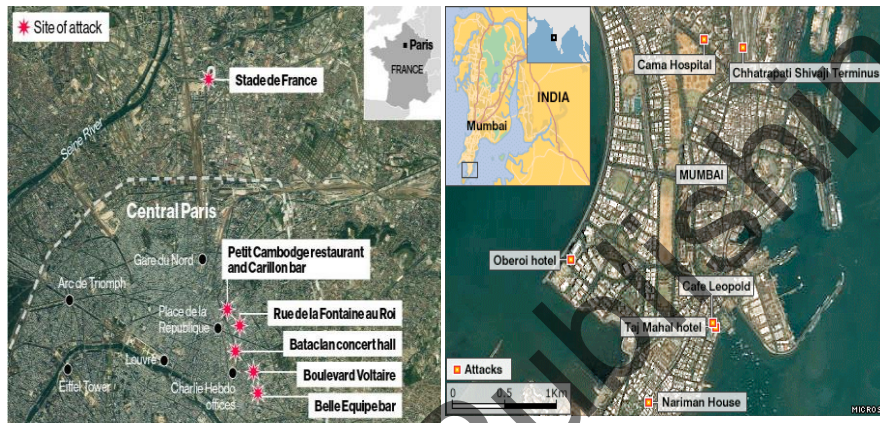 Site of attack
Paris
FRANCE
Stade de France
Seine River
Central Paris
Petit Cambodge restaurant
and Carillon bar
Gare du Nord
Arc de Triomph
Place de la
Republique
Rue de la Fontaine au Roi
Bataclan concert hall
Louvre
Boulevard Voltaire
Eiffel Tower
Charlie Hebdo
offices
Belle Equipe bar
INDIA
Mumbai
Cama Hospital
Chhatrapati Shivaji Terminus
MUMBAI
Oberoi hotel
Cafe Leopold
Taj Mahal hotel
Attacks
0 0.5 1Km
Nariman House
MICROS